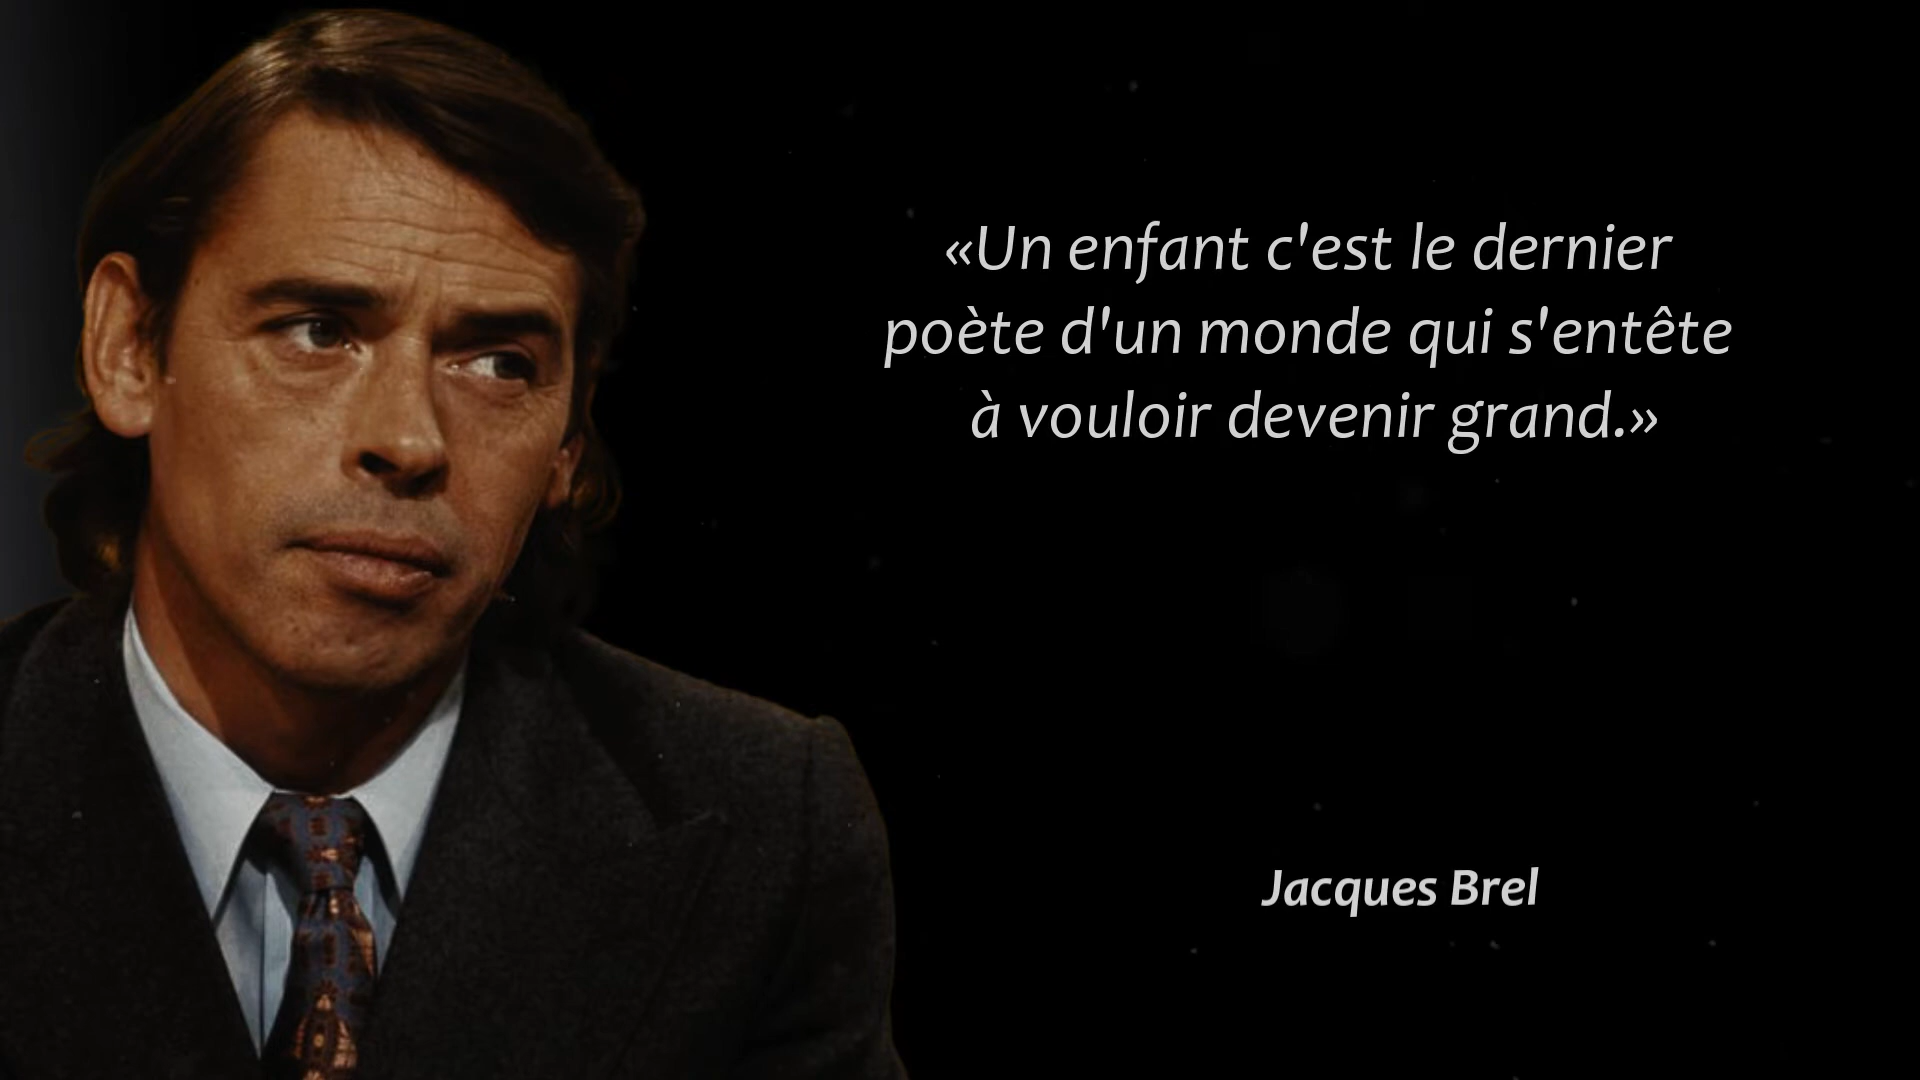 «Un enfant c'est le dernier
poète d'un monde qui s'entête
à vouloir devenir grand.»
Jacques Brel